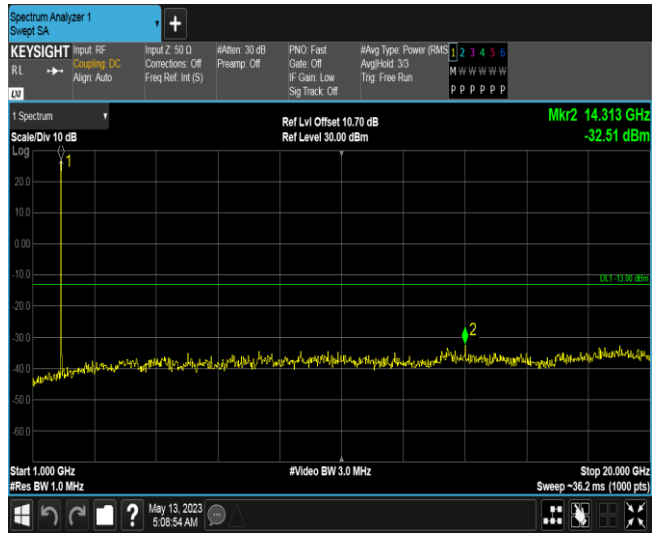 Spectrum Analyzer 1
Swept SA
+
KEYSIGHT
RL
LXI
Input: RF
Coupling: DC
Align: Auto
Input Z: 50 Ω
Corrections: Off
Freq Ref: Int (S)
#Atten: 30 dB
Preamp: Off
PNO: Fast
Gate: Off
IF Gain: Low
Sig Track: Off
#Avg Type: Power (RMS
Avg|Hold: 3/3
Trig: Free Run
1 2 3 4 5 6
M W W W W W
P P P P P P
1 Spectrum
Scale/Div 10 dB
Log
Ref Lvl Offset 10.70 dB
Ref Level 30.00 dBm
Mkr2 14.313 GHz
-32.51 dBm
1
20.0
10.0
0.00
-10.0
DL1 -13.00 dBm
-20.0
-30.0
2
-40.0
-50.0
-60.0
Start 1.000 GHz
#Res BW 1.0 MHz
#Video BW 3.0 MHz
Stop 20.000 GHz
Sweep ~36.2 ms (1000 pts)
?
May 13, 2023
5:08:54 AM